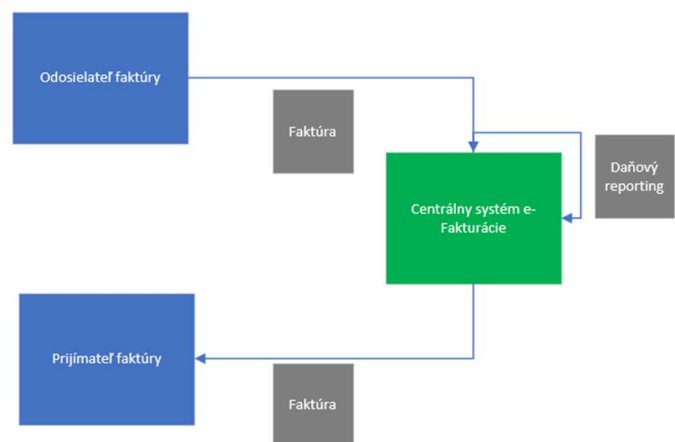 Odosielateľ faktúry
Faktúra
Daňový
reporting
Centrálny systém e-
Fakturácie
Prijímateľ faktúry
Faktúra